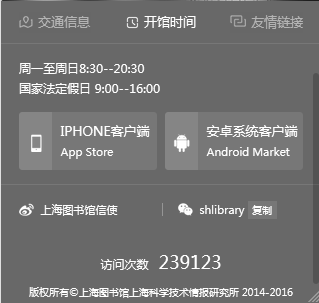 交通信息 开馆时间 友情链接
周一至周日8:30--20:30
国家法定假日 9:00--16:00
IPHONE客户端 安卓系统客户端
App Store Android Market
上海图书馆信使 shlibrary 复制
访问次数 239123
版权所有©上海图书馆上海科学技术情报研究所 2014-2016